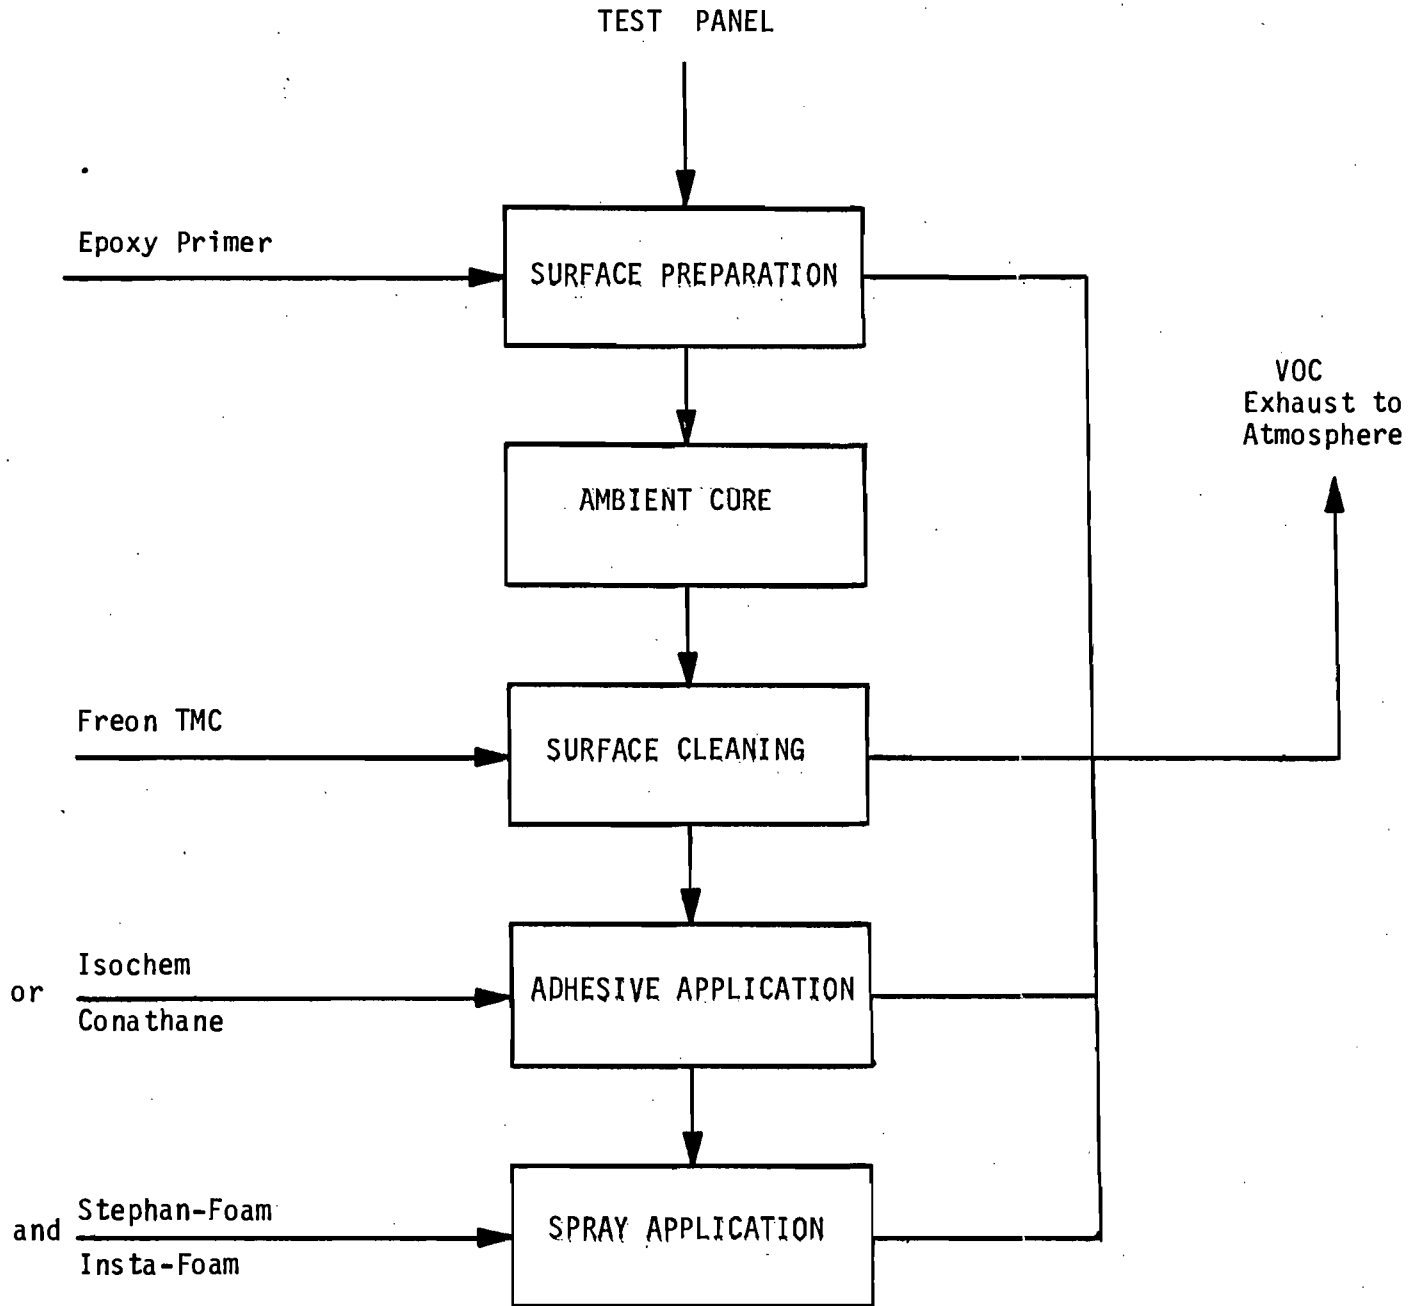 TEST PANEL
Epoxy Primer
SURFACE PREPARATION
VOC
Exhaust to
Atmosphere
AMBIENT CURE
Freon TMC
SURFACE CLEANING
or
Isochem
Conathane
ADHESIVE APPLICATION
and
Stephan-Foam
Insta-Foam
SPRAY APPLICATION